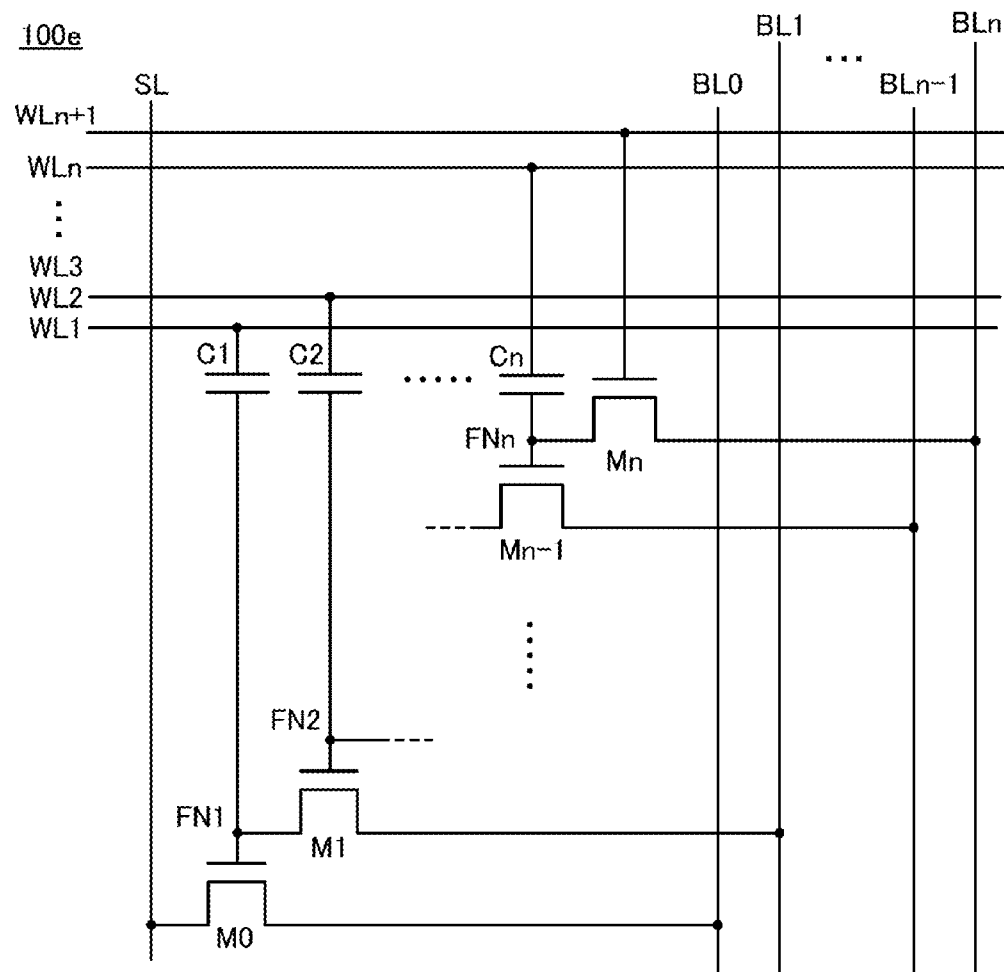 100e
BL1
...
BLn
SL
BL0
BLn-1
WLn+1
WLn
WL3
WL2
WL1
C1
C2
.....
Cn
FNn
Mn
Mn-1
FN2
FN1
M1
M0